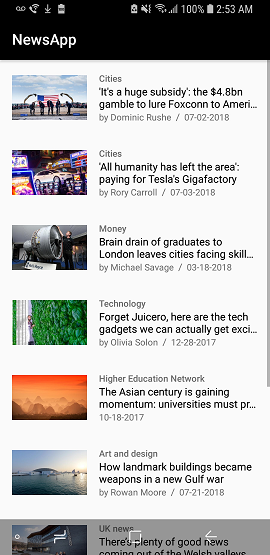 100% 2:53 AM
NewsApp
Cities
'It's a huge subsidy': the $4.8bn
gamble to lure Foxconn to Ameri…
by Dominic Rushe / 07-02-2018
Cities
'All humanity has left the area':
paying for Tesla's Gigafactory
by Rory Carroll / 07-03-2018
Money
Brain drain of graduates to
London leaves cities facing skill…
by Michael Savage / 03-18-2018
Technology
Forget Juicero, here are the tech
gadgets we can actually get exci…
by Olivia Solon / 12-28-2017
Higher Education Network
The Asian century is gaining
momentum: universities must pr…
10-18-2017
Art and design
How landmark buildings became
weapons in a new Gulf war
by Rowan Moore / 07-21-2018
UK news
There's plenty of good news
coming out of the Welsh valleys